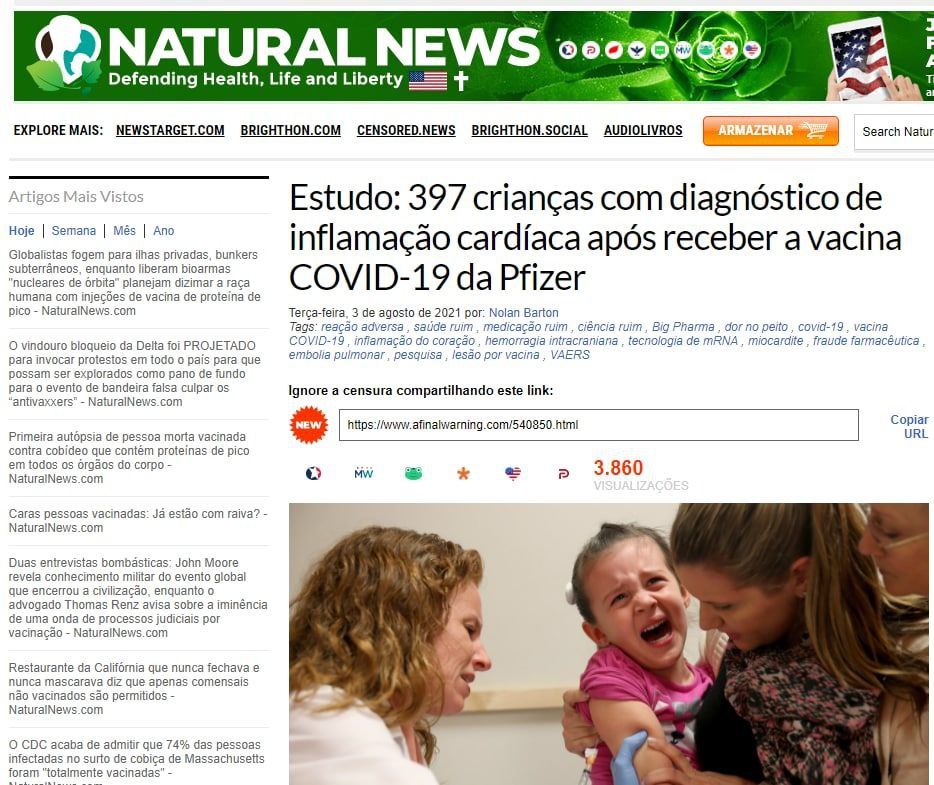 NATURAL NEWS
Defending Health, Life and Liberty
EXPLORE MAIS: NEWSTARGET.COM BRIGHTHON.COM CENSORED.NEWS BRIGHTHON.SOCIAL AUDIOLIVROS ARMAZENAR Search Natur
Artigos Mais Vistos
Hoje | Semana | Mês | Ano
Globalistas fogem para ilhas privadas, bunkers
subterrâneos, enquanto liberam bioarmas
"nucleares de órbita" planejam dizimar a raça
humana com injeções de vacina de proteína de
pico - NaturalNews.com
O vindouro bloqueio da Delta foi PROJETADO
para invocar protestos em todo o país para que
possam ser explorados como pano de fundo
para o evento de bandeira falsa culpar os
“antivaxxers” - NaturalNews.com
Primeira autópsia de pessoa morta vacinada
contra cobídeo que contém proteínas de pico
em todos os órgãos do corpo -
NaturalNews.com
Caras pessoas vacinadas: Já estão com raiva? -
NaturalNews.com
Duas entrevistas bombásticas: John Moore
revela conhecimento militar do evento global
que encerrou a civilização, enquanto o
advogado Thomas Renz avisa sobre a iminência
de uma onda de processos judiciais por
vacinação - NaturalNews.com
Restaurante da Califórnia que nunca fechava e
nunca mascarava diz que apenas comensais
não vacinados são permitidos -
NaturalNews.com
O CDC acaba de admitir que 74% das pessoas
infectadas no surto de cobiça de Massachusetts
foram "totalmente vacinadas" -
NaturalNews.com
Estudo: 397 crianças com diagnóstico de
inflamação cardíaca após receber a vacina
COVID-19 da Pfizer
Terça-feira, 3 de agosto de 2021 por: Nolan Barton
Tags: reação adversa , saúde ruim , medicação ruim , ciência ruim , Big Pharma , dor no peito , covid-19 , vacina
COVID-19 , inflamação do coração , hemorragia intracraniana , tecnologia de mRNA , miocardite , fraude farmacêutica ,
embolia pulmonar , pesquisa , lesão por vacina , VAERS
Ignore a censura compartilhando este link:
NEW https://www.afinalwarning.com/540850.html Copiar
URL
MW 3.860
VISUALIZAÇÕES